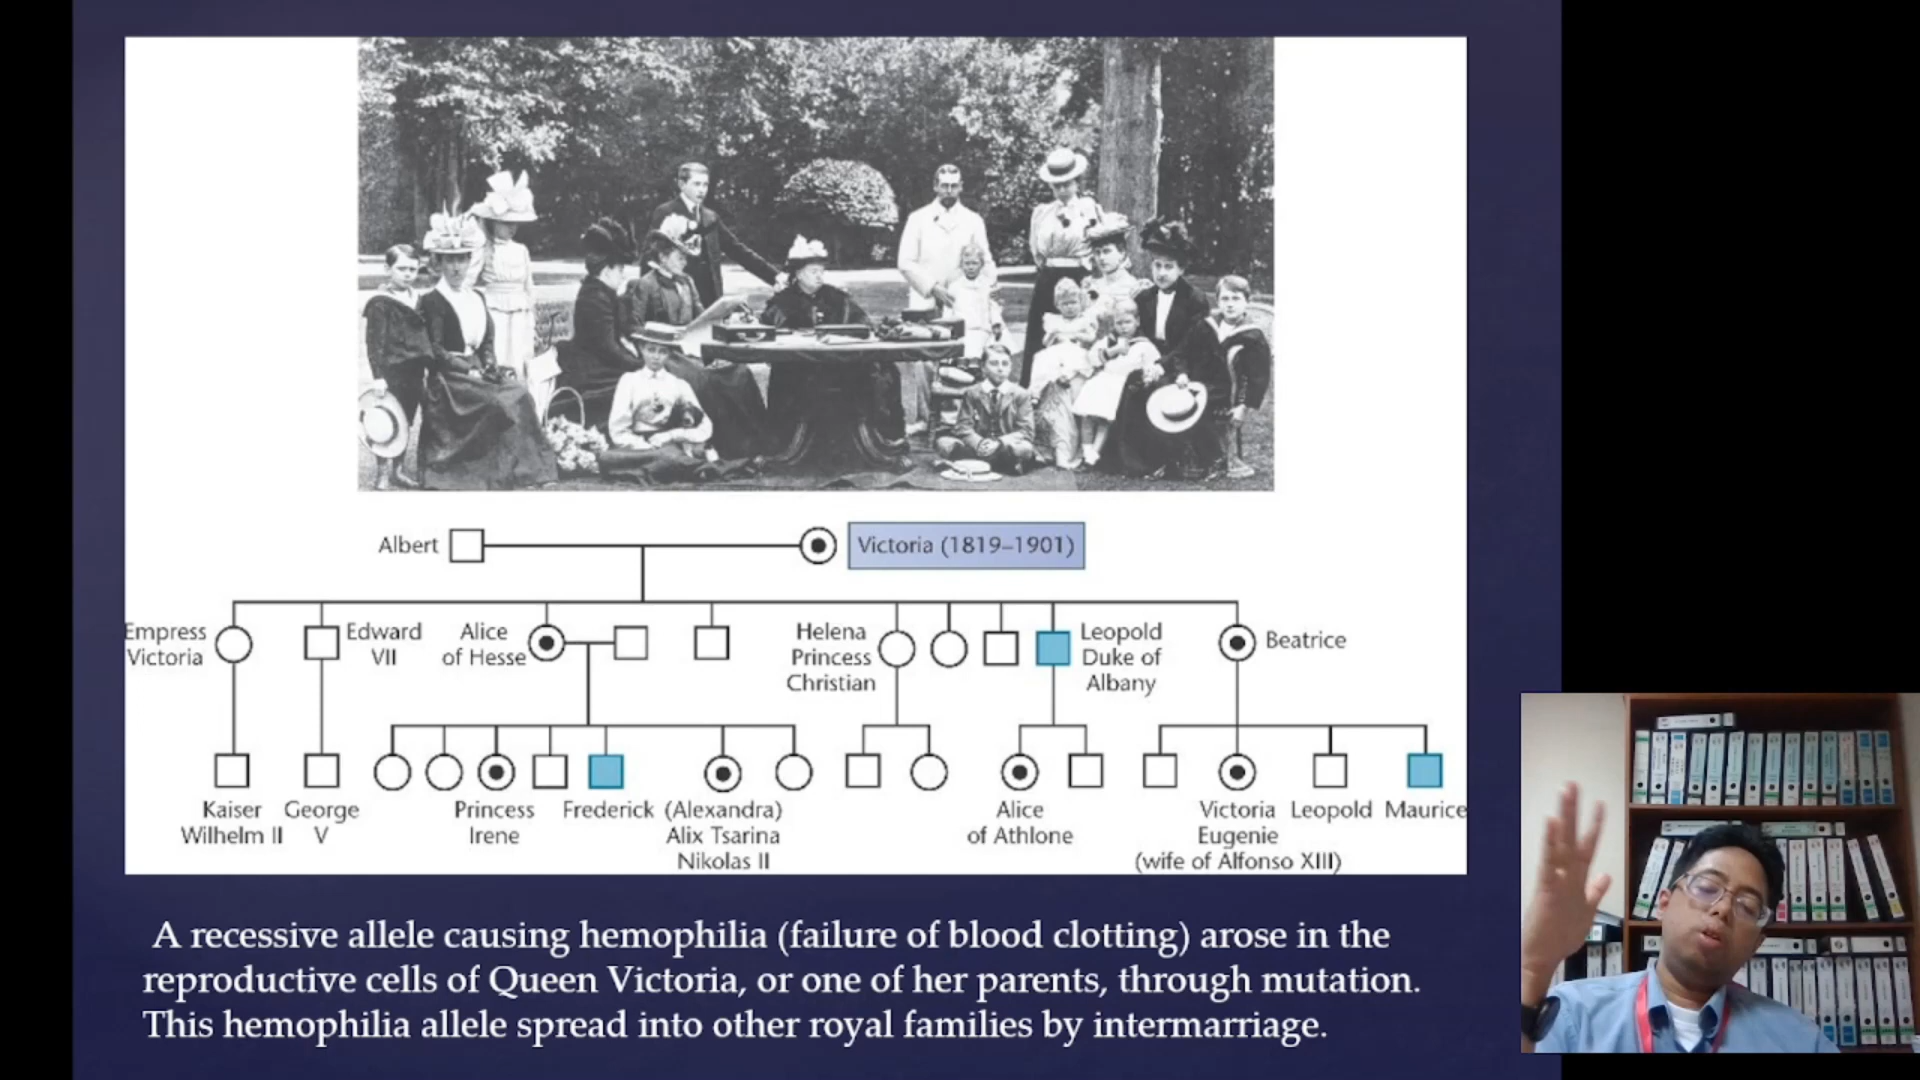 Albert
Victoria (1819–1901)
Empress
Victoria
Edward
VII
Alice
of Hesse
Helena
Princess
Christian
Leopold
Duke of
Albany
Beatrice
Kaiser
Wilhelm II
George
V
Princess
Irene
Frederick
(Alexandra)
Alix Tsarina
Nikolas II
Alice
of Athlone
Victoria
Eugenie
(wife of Alfonso XIII)
Leopold
Maurice
A recessive allele causing hemophilia (failure of blood clotting) arose in the
reproductive cells of Queen Victoria, or one of her parents, through mutation.
This hemophilia allele spread into other royal families by intermarriage.